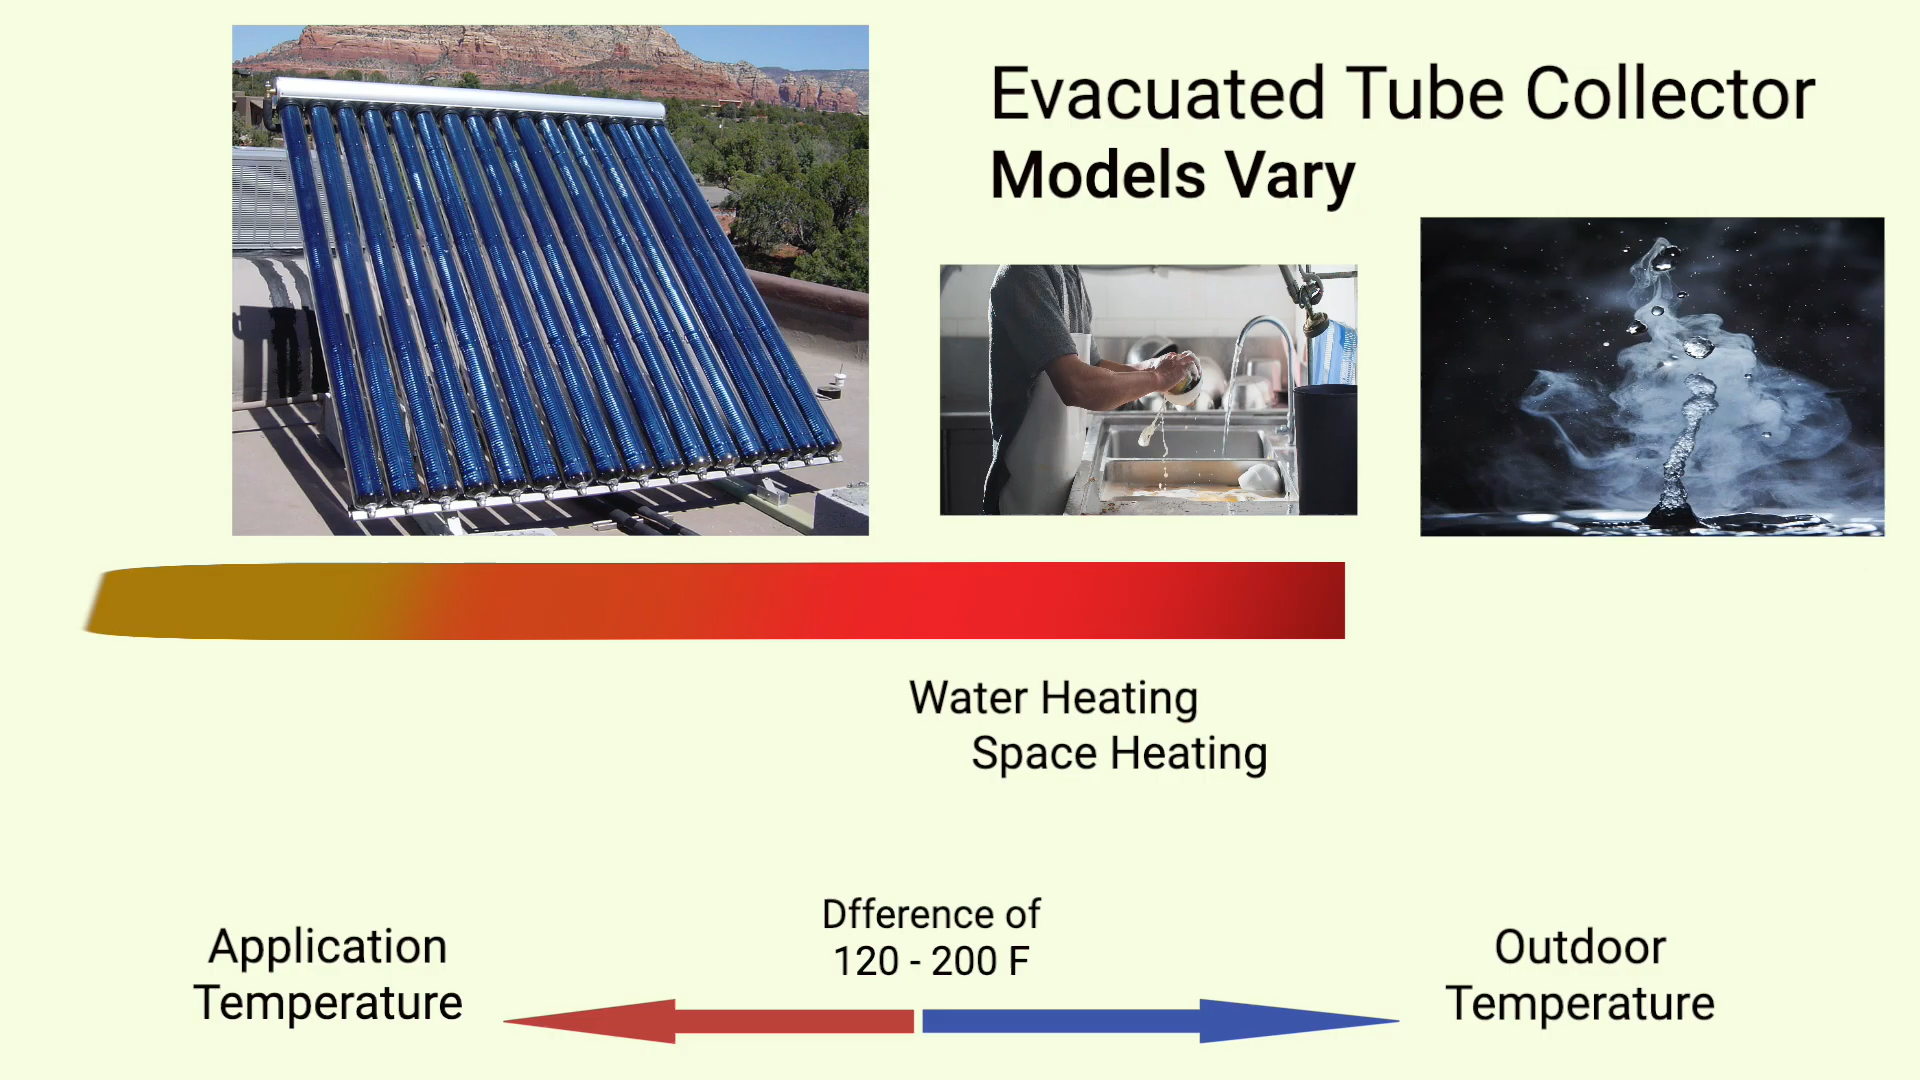 Evacuated Tube Collector
Models Vary
Water Heating
Space Heating
Dfference of
120 - 200 F
Application
Temperature
Outdoor
Temperature